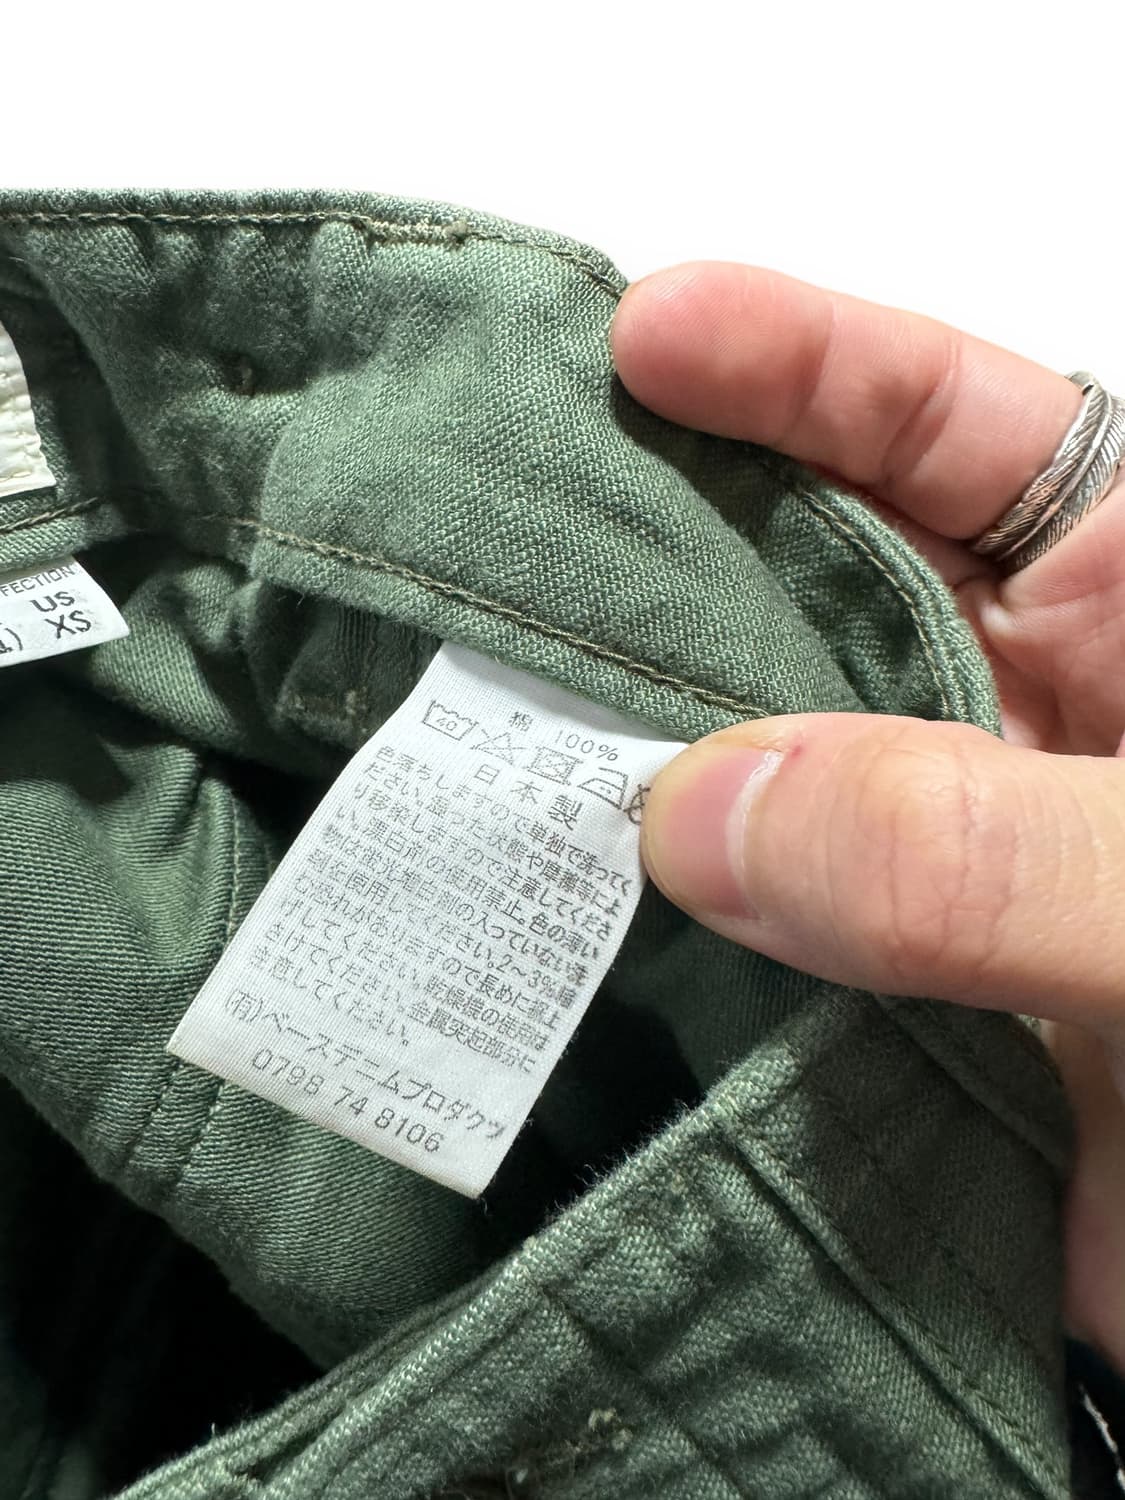 FECTION
US
1) XS
40
綿 100%
日本製
色落ちしますので単独で洗ってく
ださい。湿った状態や摩擦等によ
り移染しますので注意してくださ
い。漂白剤の使用禁止。色の薄い
物は蛍光増白剤の入っていない洗
剤を使用してください。2～3%縮
む恐れがありますので長めに裾上
げしてください。乾燥機の使用は
さけてください。金属突起部分に
注意してください。
(有)ベースデニムプロダクツ
0798 74 8106